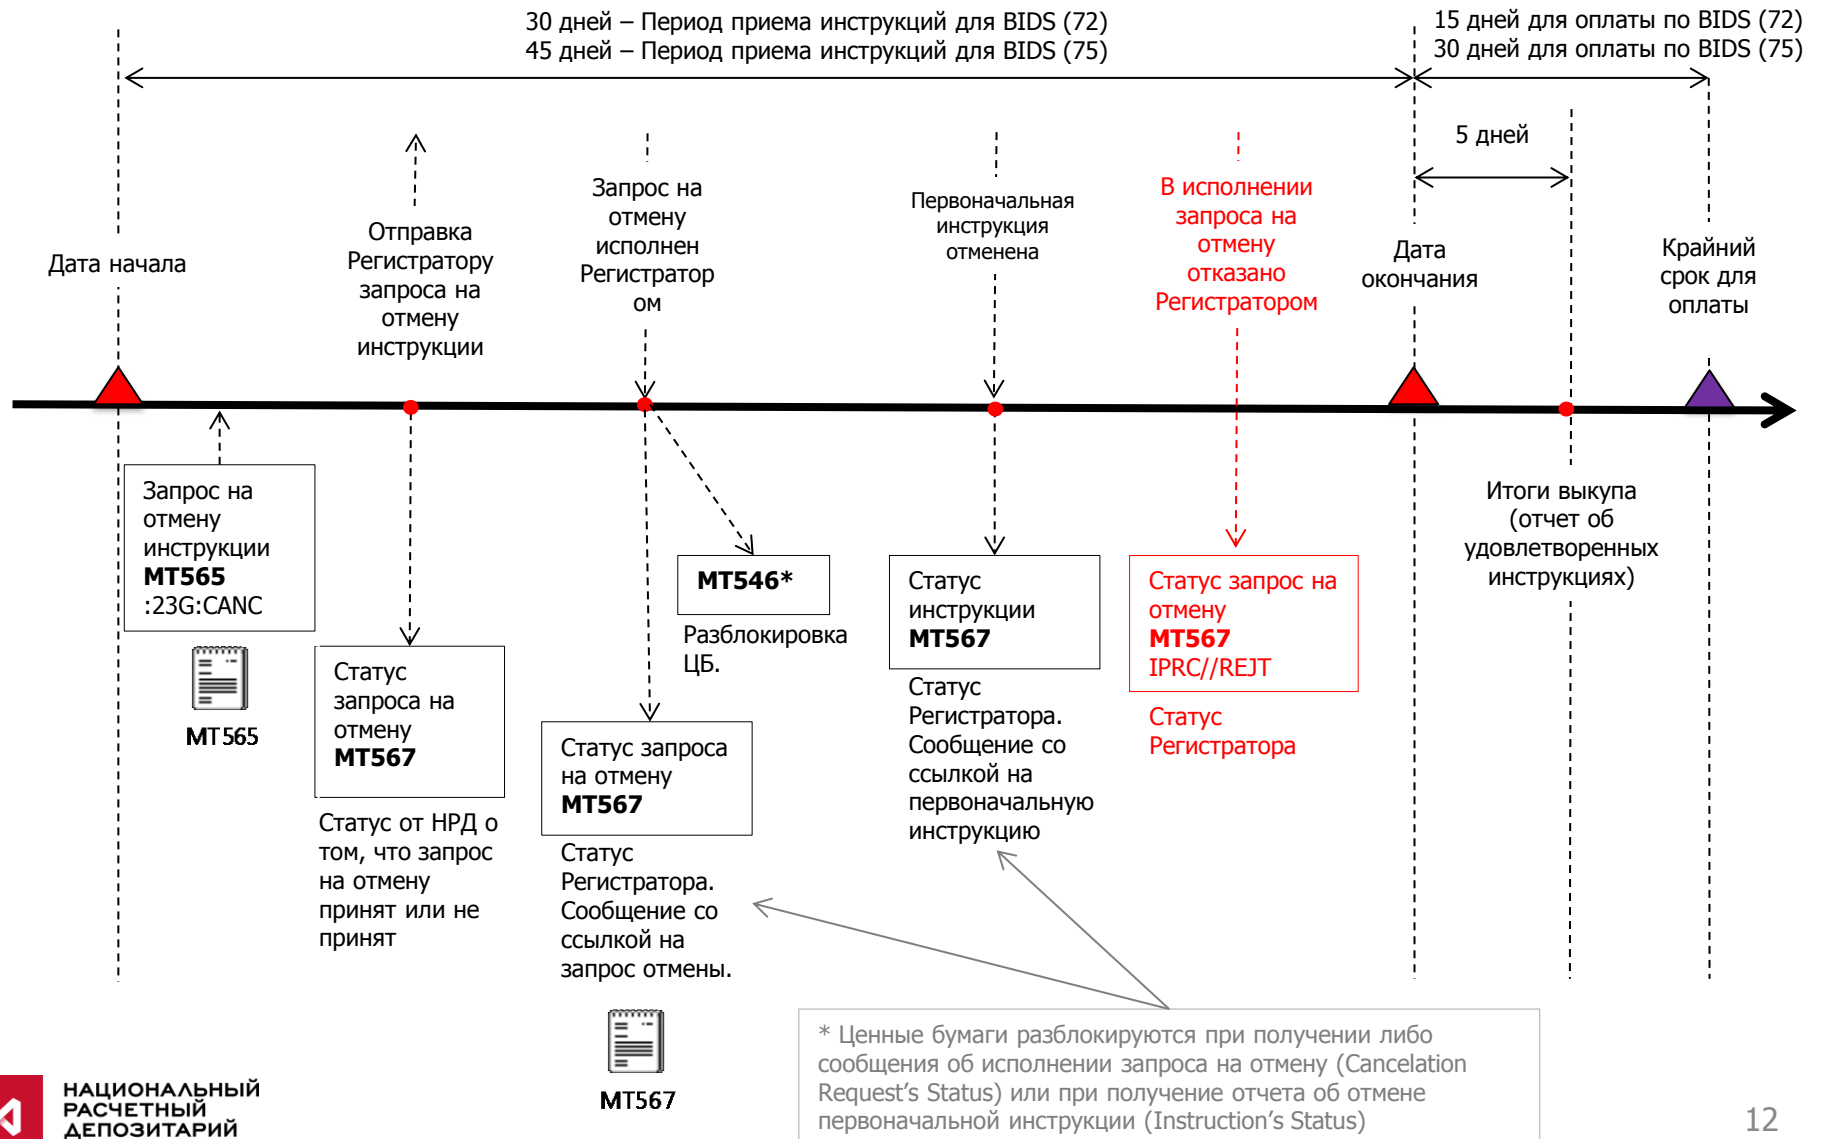 30 дней – Период приема инструкций для BIDS (72)
45 дней – Период приема инструкций для BIDS (75)
15 дней для оплаты по BIDS (72)
30 дней для оплаты по BIDS (75)
5 дней
Дата начала
Отправка
Регистратору
запроса на
отмену
инструкции
Запрос на
отмену
исполнен
Регистратор
ом
Первоначальная
инструкция
отменена
В исполнении
запроса на
отмену
отказано
Регистратором
Дата
окончания
Крайний
срок для
оплаты
Запрос на
отмену
инструкции
MT565
:23G:CANC
MT565
Статус
запроса на
отмену
MT567
Статус от НРД о
том, что запрос
на отмену
принят или не
принят
Статус запроса
на отмену
MT567
Статус
Регистратора.
Сообщение со
ссылкой на
запрос отмены.
MT567
MT546*
Разблокировка
ЦБ.
Статус
инструкции
MT567
Статус
Регистратора.
Сообщение со
ссылкой на
первоначальную
инструкцию
Статус запрос на
отмену
MT567
IPRC//REJT
Статус
Регистратора
Итоги выкупа
(отчет об
удовлетворенных
инструкциях)
* Ценные бумаги разблокируются при получении либо
сообщения об исполнении запроса на отмену (Cancelation
Request's Status) или при получение отчета об отмене
первоначальной инструкции (Instruction's Status)
НАЦИОНАЛЬНЫЙ
РАСЧЕТНЫЙ
ДЕПОЗИТАРИЙ
12